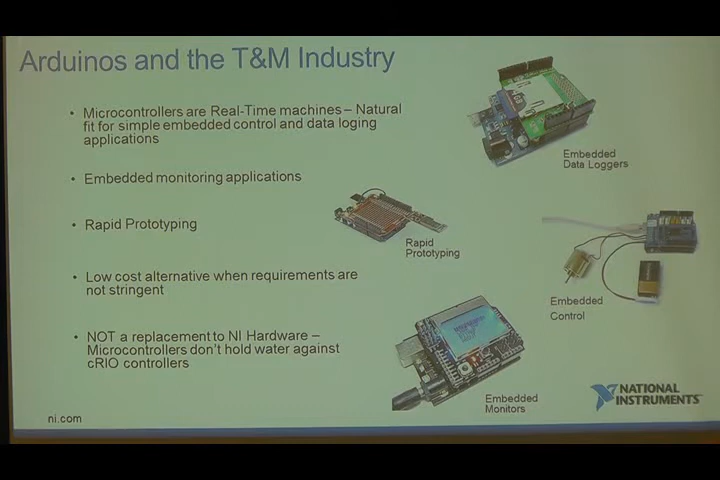 Arduinos and the T&M Industry
• Microcontrollers are Real-Time machines – Natural
fit for simple embedded control and data loging
applications
• Embedded monitoring applications
• Rapid Prototyping
• Low cost alternative when requirements are
not stringent
• NOT a replacement to NI Hardware –
Microcontrollers don't hold water against
cRIO controllers
Embedded
Data Loggers
Rapid
Prototyping
Embedded
Control
Embedded
Monitors
NATIONAL
INSTRUMENTS
ni.com